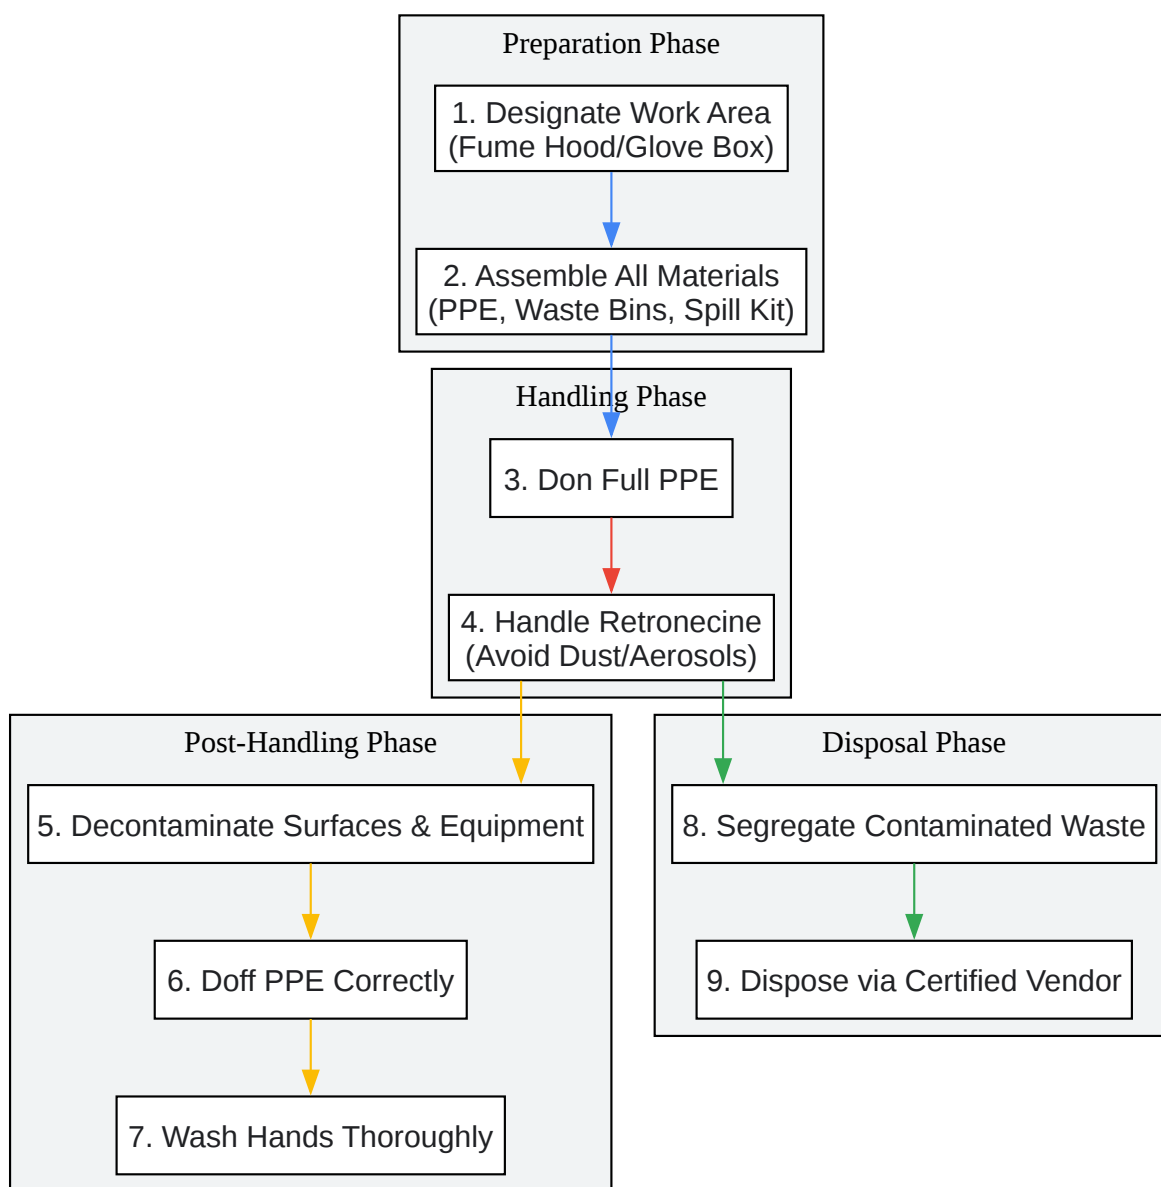 Preparation Phase
1. Designate Work Area
(Fume Hood/Glove Box)
2. Assemble All Materials
(PPE, Waste Bins, Spill Kit)
Handling Phase
3. Don Full PPE
4. Handle Retronecine
(Avoid Dust/Aerosols)
Post-Handling Phase
5. Decontaminate Surfaces & Equipment
6. Doff PPE Correctly
7. Wash Hands Thoroughly
Disposal Phase
8. Segregate Contaminated Waste
9. Dispose via Certified Vendor